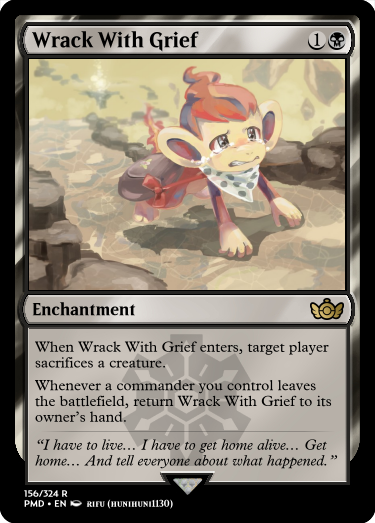 Wrack With Grief 1
Enchantment
When Wrack With Grief enters, target player
sacrifices a creature.
Whenever a commander you control leaves
the battlefield, return Wrack With Grief to its
owner's hand.
“I have to live… I have to get home alive… Get
home… And tell everyone about what happened.”
156/324 R
PMD • EN RIFU (HUNIHUNI1130)